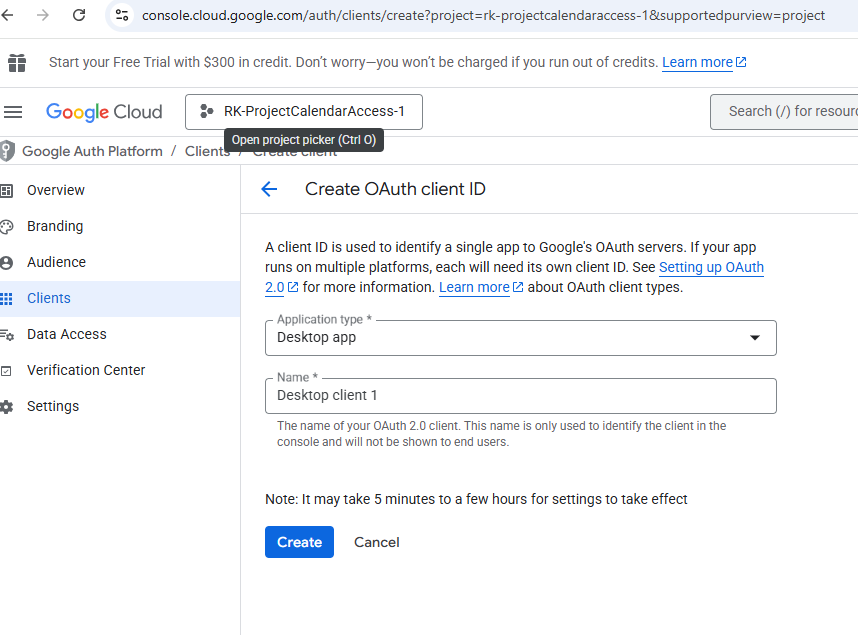 console.cloud.google.com/auth/clients/create?project=rk-projectcalendaraccess-1&supportedpurview=project
Start your Free Trial with $300 in credit. Don’t worry—you won’t be charged if you run out of credits. Learn more
Google Cloud
RK-ProjectCalendarAccess-1
Search (/) for resour
Open project picker (Ctrl O)
Google Auth Platform / Clients / Create client
Overview
Branding
Audience
Clients
Data Access
Verification Center
Settings
Create OAuth client ID
A client ID is used to identify a single app to Google's OAuth servers. If your app
runs on multiple platforms, each will need its own client ID. See Setting up OAuth
2.0 for more information. Learn more about OAuth client types.
Application type *
Desktop app
Name *
Desktop client 1
The name of your OAuth 2.0 client. This name is only used to identify the client in the
console and will not be shown to end users.
Note: It may take 5 minutes to a few hours for settings to take effect
Create
Cancel